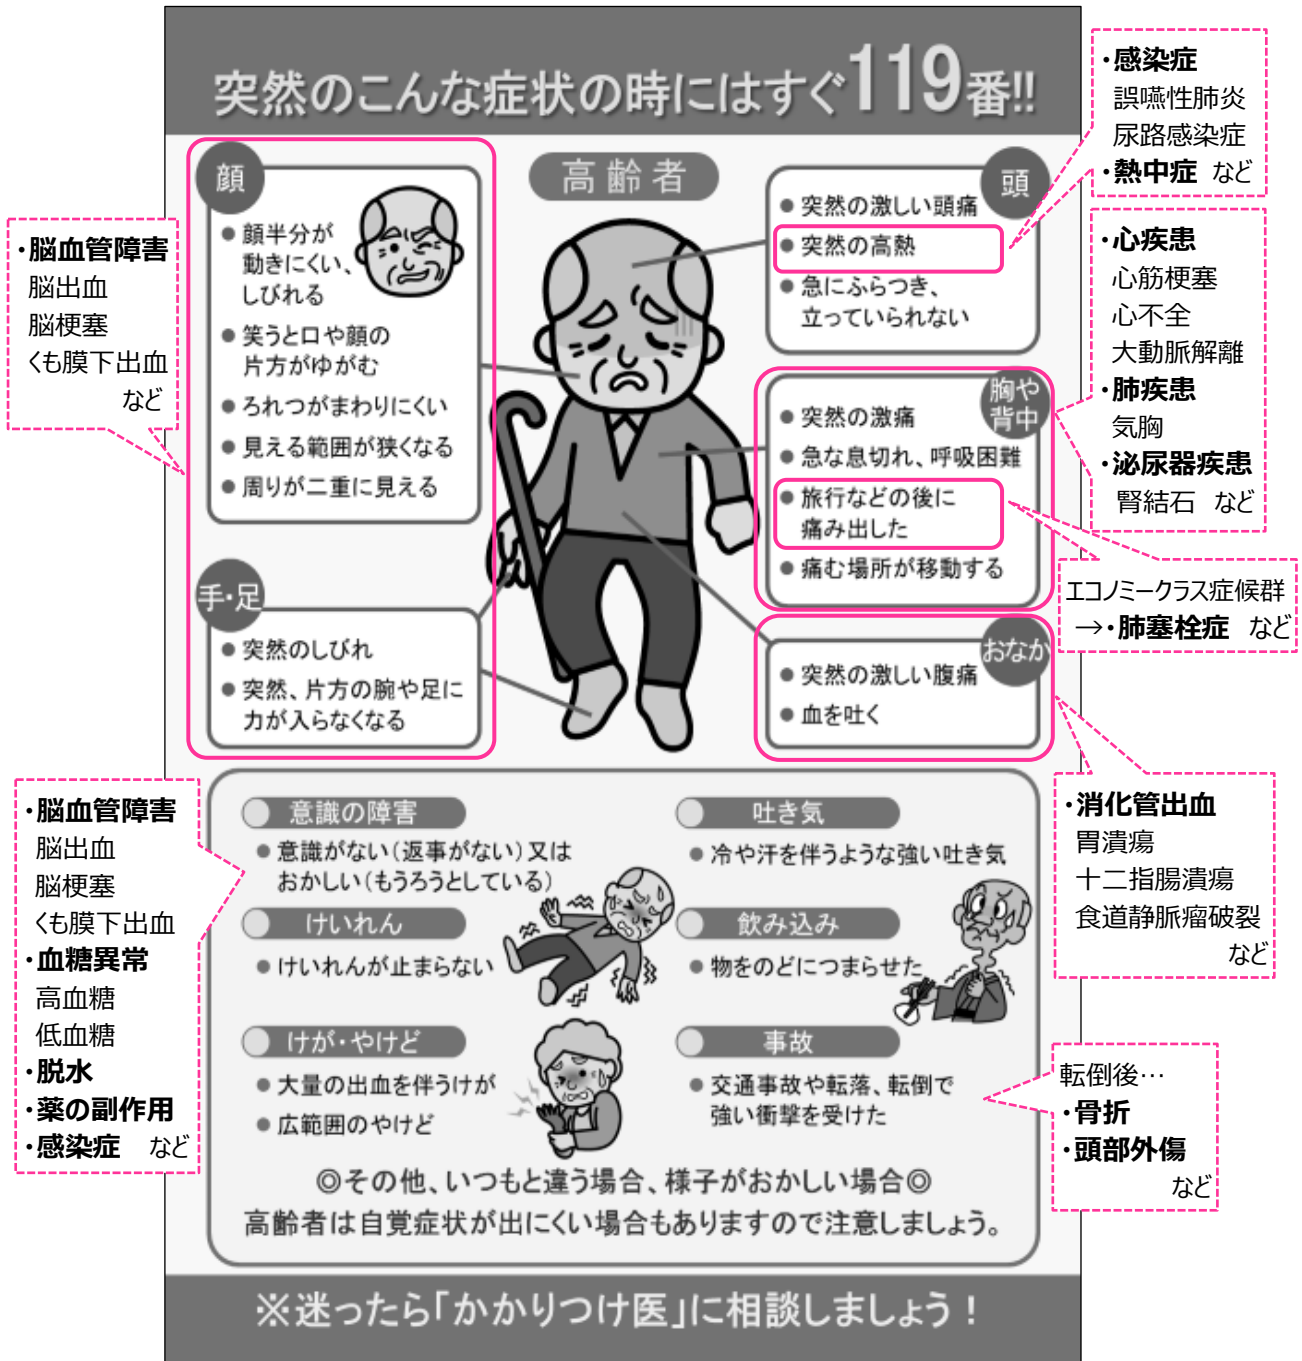 突然のこんな症状の時にはすぐ119番!!
高齢者
顔
● 顔半分が
動きにくい、
しびれる
● 笑うと口や顔の
片方がゆがむ
● ろれつがまわりにくい
● 見える範囲が狭くなる
● 周りが二重に見える
手・足
● 突然のしびれ
● 突然、片方の腕や足に
力が入らなくなる
・脳血管障害
脳出血
脳梗塞
くも膜下出血
など
頭
● 突然の激しい頭痛
● 突然の高熱
● 急にふらつき、
立っていられない
・感染症
誤嚥性肺炎
尿路感染症
・熱中症 など
胸や
背中
● 突然の激痛
● 急な息切れ、呼吸困難
● 旅行などの後に
痛み出した
● 痛む場所が移動する
・心疾患
心筋梗塞
心不全
大動脈解離
・肺疾患
気胸
・泌尿器疾患
腎結石 など
エコノミークラス症候群
→・肺塞栓症 など
おなか
● 突然の激しい腹痛
● 血を吐く
・消化管出血
胃潰瘍
十二指腸潰瘍
食道静脈瘤破裂
など
意識の障害
● 意識がない（返事がない）又は
おかしい（もうろうとしている）
けいれん
● けいれんが止まらない
けが・やけど
● 大量の出血を伴うけが
● 広範囲のやけど
・脳血管障害
脳出血
脳梗塞
くも膜下出血
・血糖異常
高血糖
低血糖
・脱水
・薬の副作用
・感染症 など
吐き気
● 冷や汗を伴うような強い吐き気
飲み込み
● 物をのどにつまらせた
事故
● 交通事故や転落、転倒で
強い衝撃を受けた
転倒後…
・骨折
・頭部外傷
など
◎その他、いつもと違う場合、様子がおかしい場合◎
高齢者は自覚症状が出にくい場合もありますので注意しましょう。
※迷ったら「かかりつけ医」に相談しましょう！